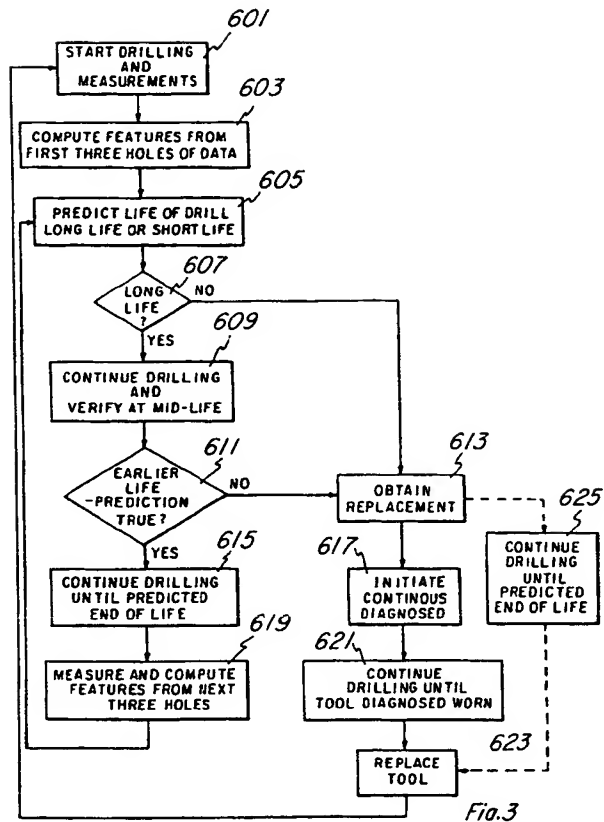 601
START DRILLING
AND
MEASUREMENTS
603
COMPUTE FEATURES FROM
FIRST THREE HOLES OF DATA
605
PREDICT LIFE OF DRILL
LONG LIFE OR SHORT LIFE
607
LONG
LIFE
?
NO
YES
609
CONTINUE DRILLING
AND
VERIFY AT MID-LIFE
611
EARLIER
LIFE
-PREDICTION
TRUE?
NO
YES
613
OBTAIN
REPLACEMENT
625
CONTINUE
DRILLING
UNTIL
PREDICTED
END OF LIFE
615
CONTINUE DRILLING
UNTIL PREDICTED
END OF LIFE
617
INITIATE
CONTINOUS
DIAGNOSED
619
MEASURE AND COMPUTE
FEATURES FROM NEXT
THREE HOLES
621
CONTINUE
DRILLING UNTIL
TOOL DIAGNOSED WORN
623
REPLACE
TOOL
Fig.3